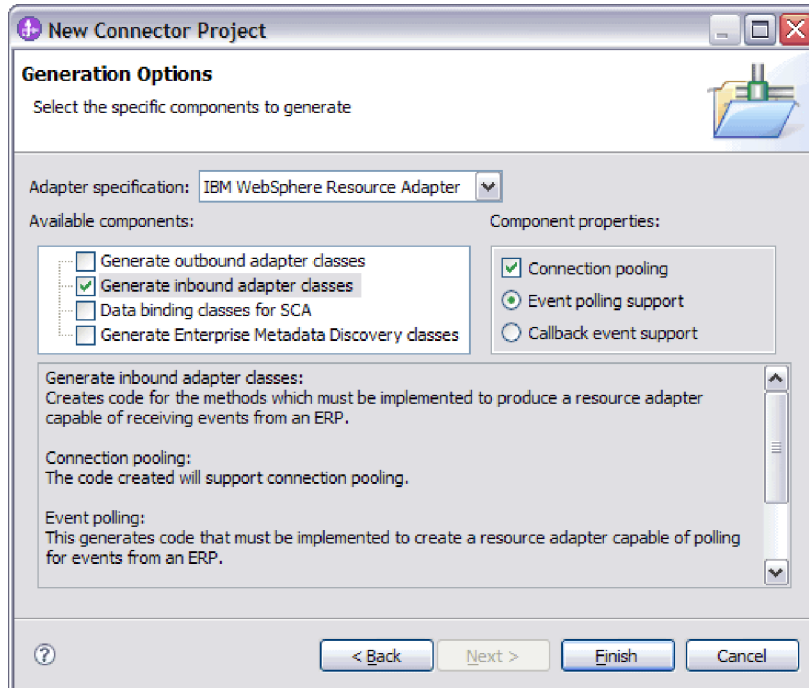 New Connector Project
Generation Options
Select the specific components to generate
Adapter specification: IBM WebSphere Resource Adapter
Available components:
Generate outbound adapter classes
Generate inbound adapter classes
Data binding classes for SCA
Generate Enterprise Metadata Discovery classes
Component properties:
Connection pooling
Event polling support
Callback event support
Generate inbound adapter classes:
Creates code for the methods which must be implemented to produce a resource adapter
capable of receiving events from an ERP.
Connection pooling:
The code created will support connection pooling.
Event polling:
This generates code that must be implemented to create a resource adapter capable of polling
for events from an ERP.
? < Back Next > Finish Cancel